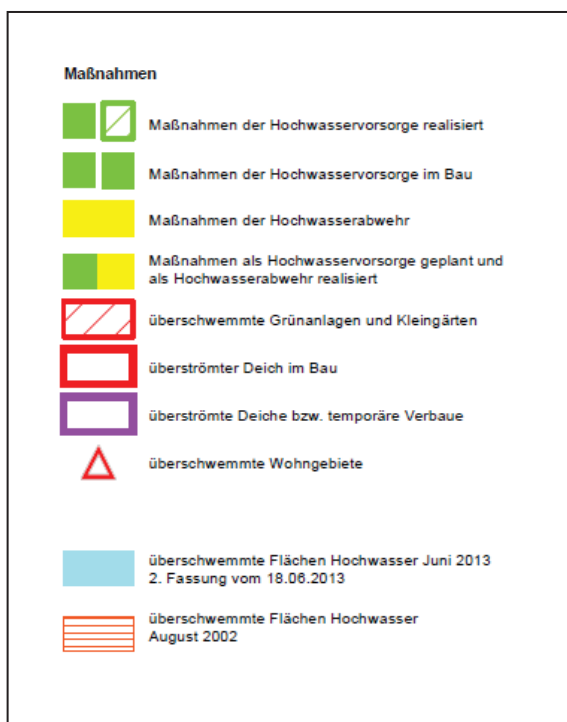 Maßnahmen
Maßnahmen der Hochwasservorsorge realisiert
Maßnahmen der Hochwasservorsorge im Bau
Maßnahmen der Hochwasserabwehr
Maßnahmen als Hochwasservorsorge geplant und
als Hochwasserabwehr realisiert
überschwemmte Grünanlagen und Kleingärten
überströmter Deich im Bau
überströmte Deiche bzw. temporäre Verbaue
überschwemmte Wohngebiete
überschwemmte Flächen Hochwasser Juni 2013
2. Fassung vom 18.06.2013
überschwemmte Flächen Hochwasser
August 2002